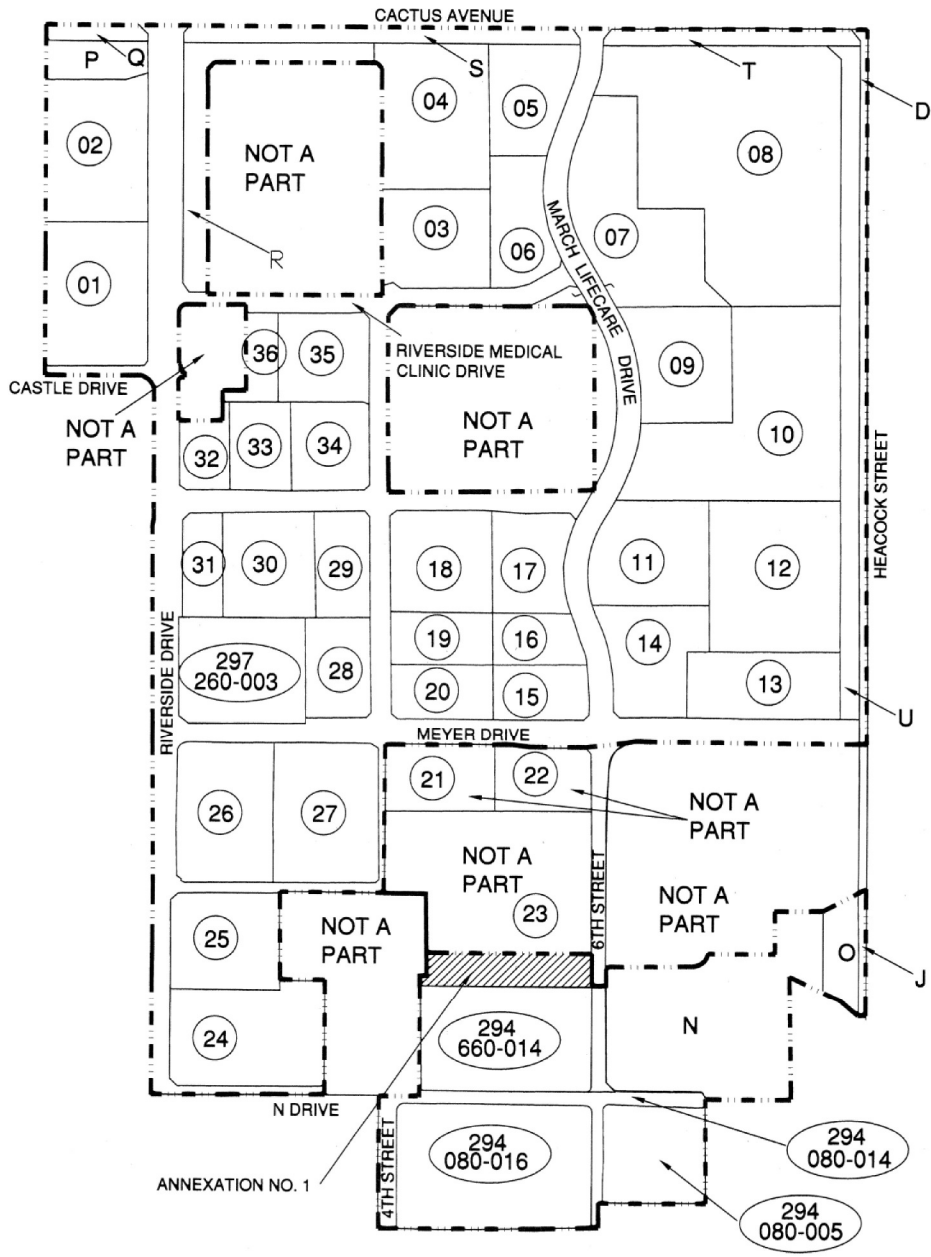 CACTUS AVENUE
P
Q
S
T
D
02
NOT A
PART
04
05
08
R
03
06
07
MARCH LIFECARE DRIVE
01
36
35
RIVERSIDE MEDICAL
CLINIC DRIVE
09
CASTLE DRIVE
NOT A
PART
NOT A
PART
10
32
33
34
HEACOCK STREET
31
30
29
18
17
11
12
RIVERSIDE DRIVE
297
260-003
28
19
16
14
20
15
13
U
MEYER DRIVE
26
27
21
22
NOT A
PART
NOT A
PART
23
6TH STREET
NOT A
PART
25
NOT A
PART
O
J
24
294
660-014
N
N DRIVE
4TH STREET
294
080-016
294
080-014
ANNEXATION NO. 1
294
080-005